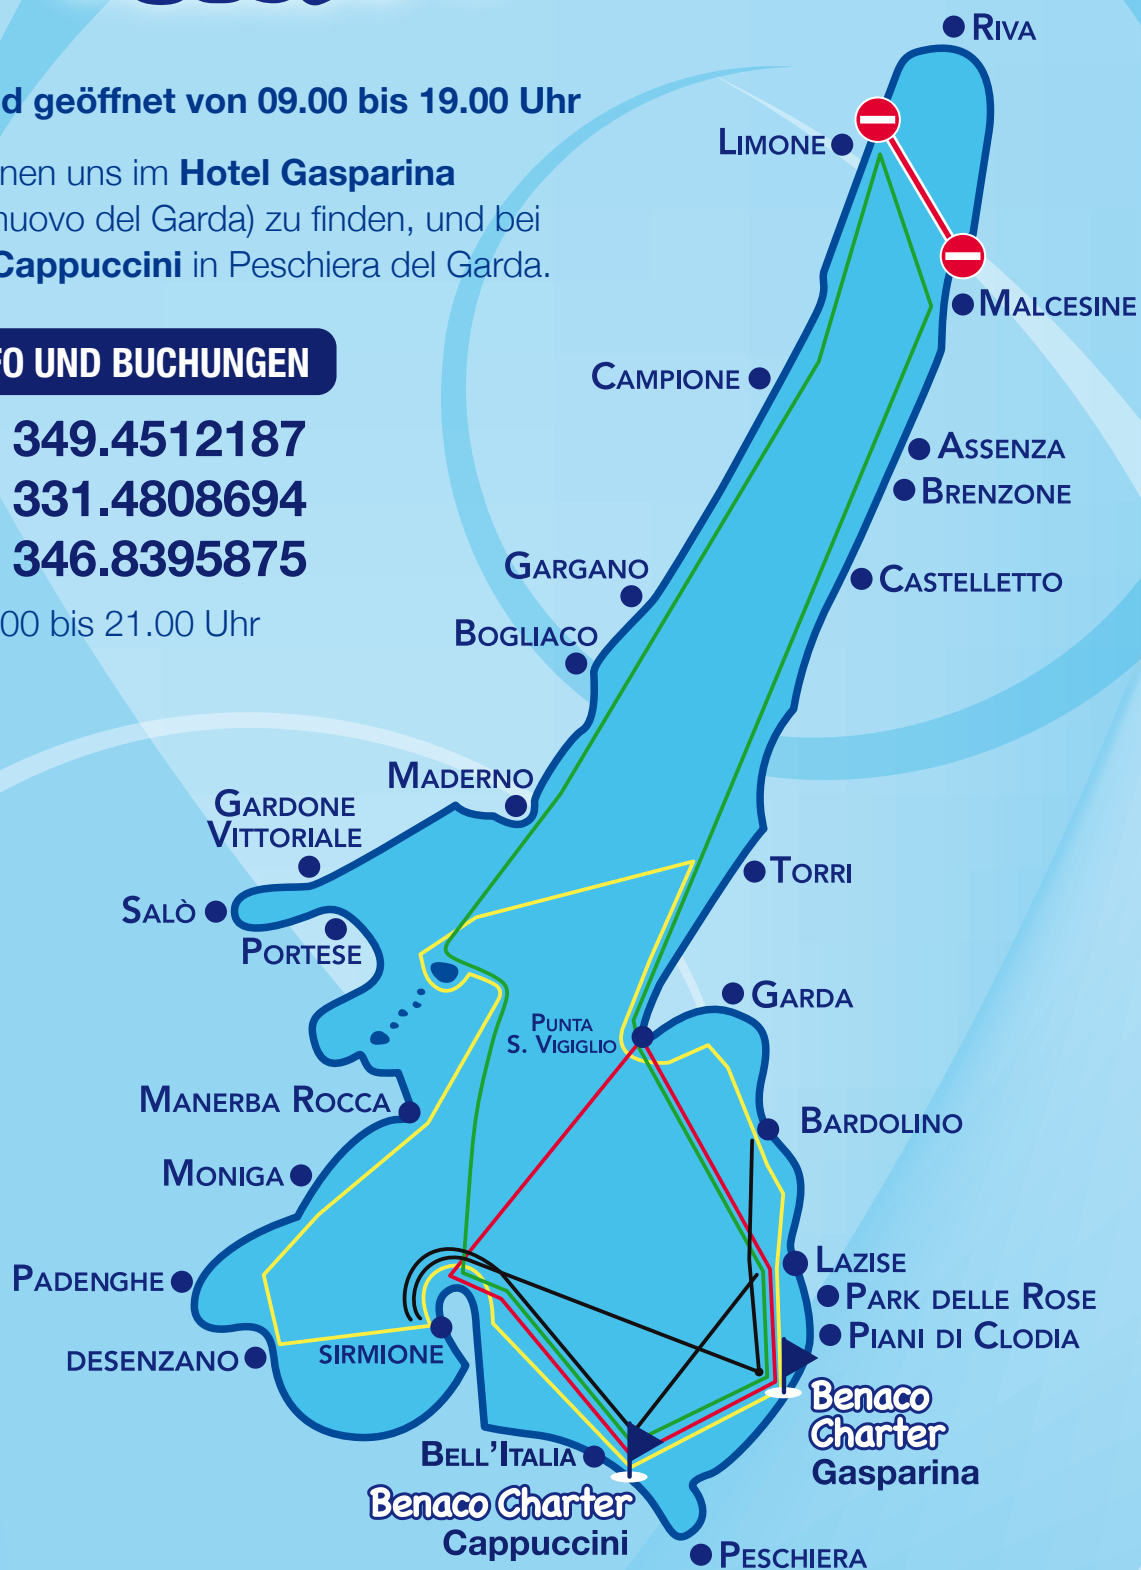 d geöffnet von 09.00 bis 19.00 Uhr
nen uns im Hotel Gasparina
nuovo del Garda) zu finden, und bei
Cappuccini in Peschiera del Garda.
FO UND BUCHUNGEN
349.4512187
331.4808694
346.8395875
00 bis 21.00 Uhr
RIVA
LIMONE
MALCESINE
CAMPIONE
ASSENZA
BRENZONE
GARGANO
CASTELLETTO
BOGLIACO
MADERNO
GARDONE
VITTORIALE
TORRI
SALÒ
PORTESE
GARDA
PUNTA
S. VIGIGLIO
MANERBA ROCCA
BARDOLINO
MONIGA
LAZISE
PADENGHE
PARK DELLE ROSE
PIANI DI CLODIA
DESENZANO
SIRMIONE
Benaco
Charter
Gasparina
BELL'ITALIA
Benaco Charter
Cappuccini
PESCHIERA